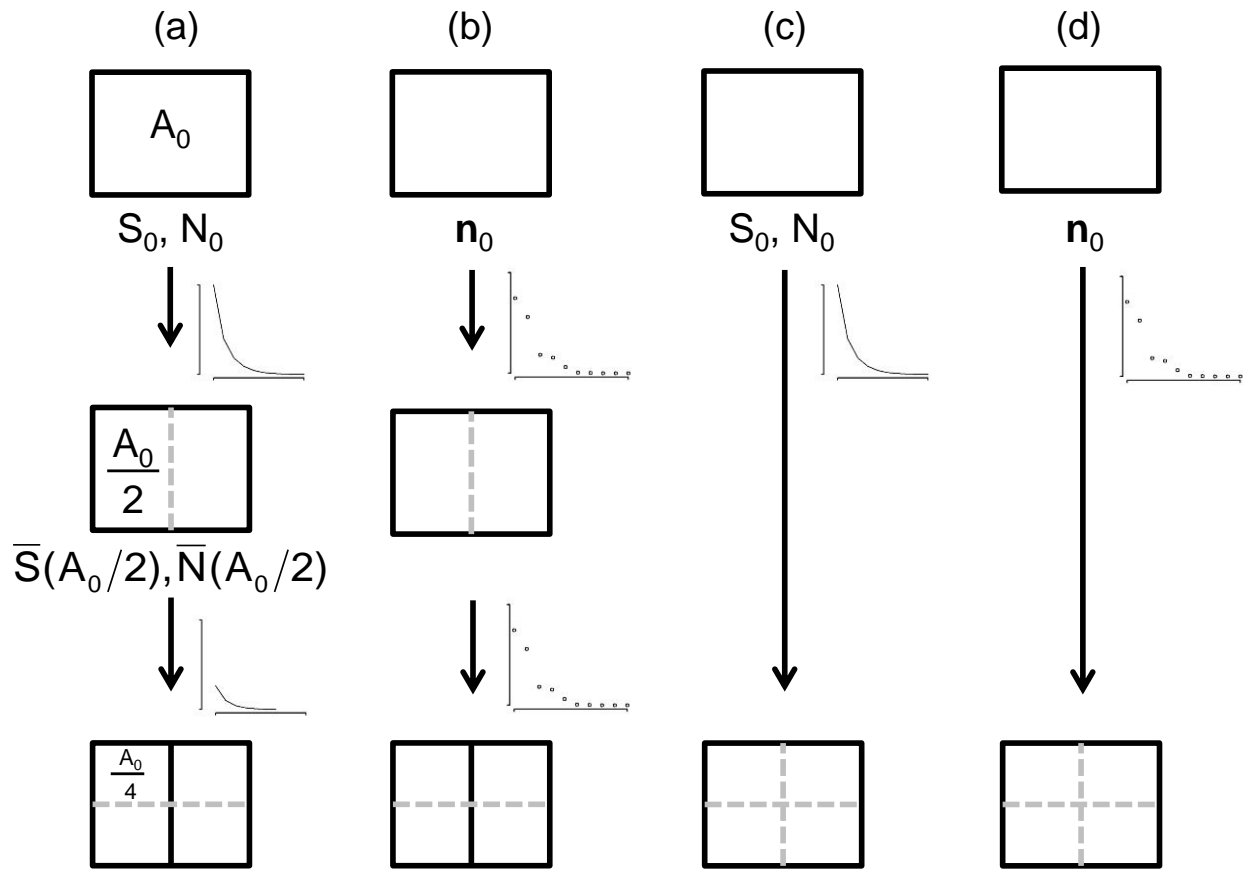 (a) (b) (c) (d)
A₀
S₀, N₀ n₀ S₀, N₀ n₀
A₀
2
S̅(A₀/2), N̅(A₀/2)
A₀
4